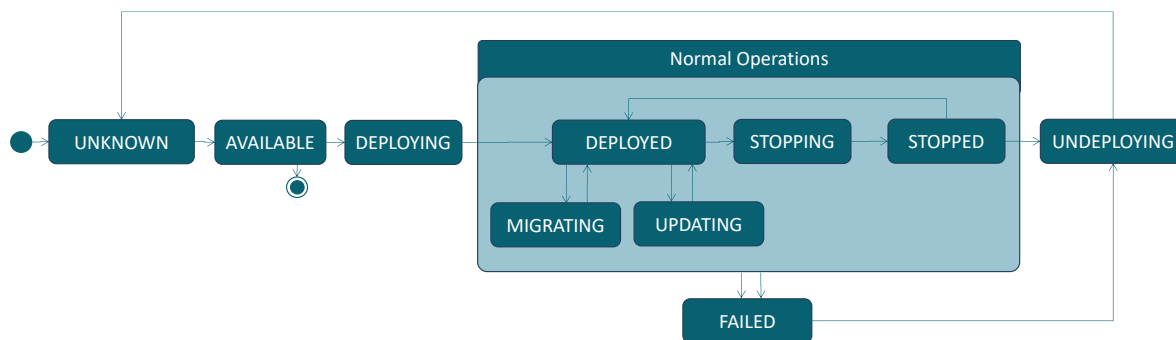 Normal Operations
UNKNOWN
AVAILABLE
DEPLOYING
DEPLOYED
STOPPING
STOPPED
UNDEPLOYING
MIGRATING
UPDATING
FAILED